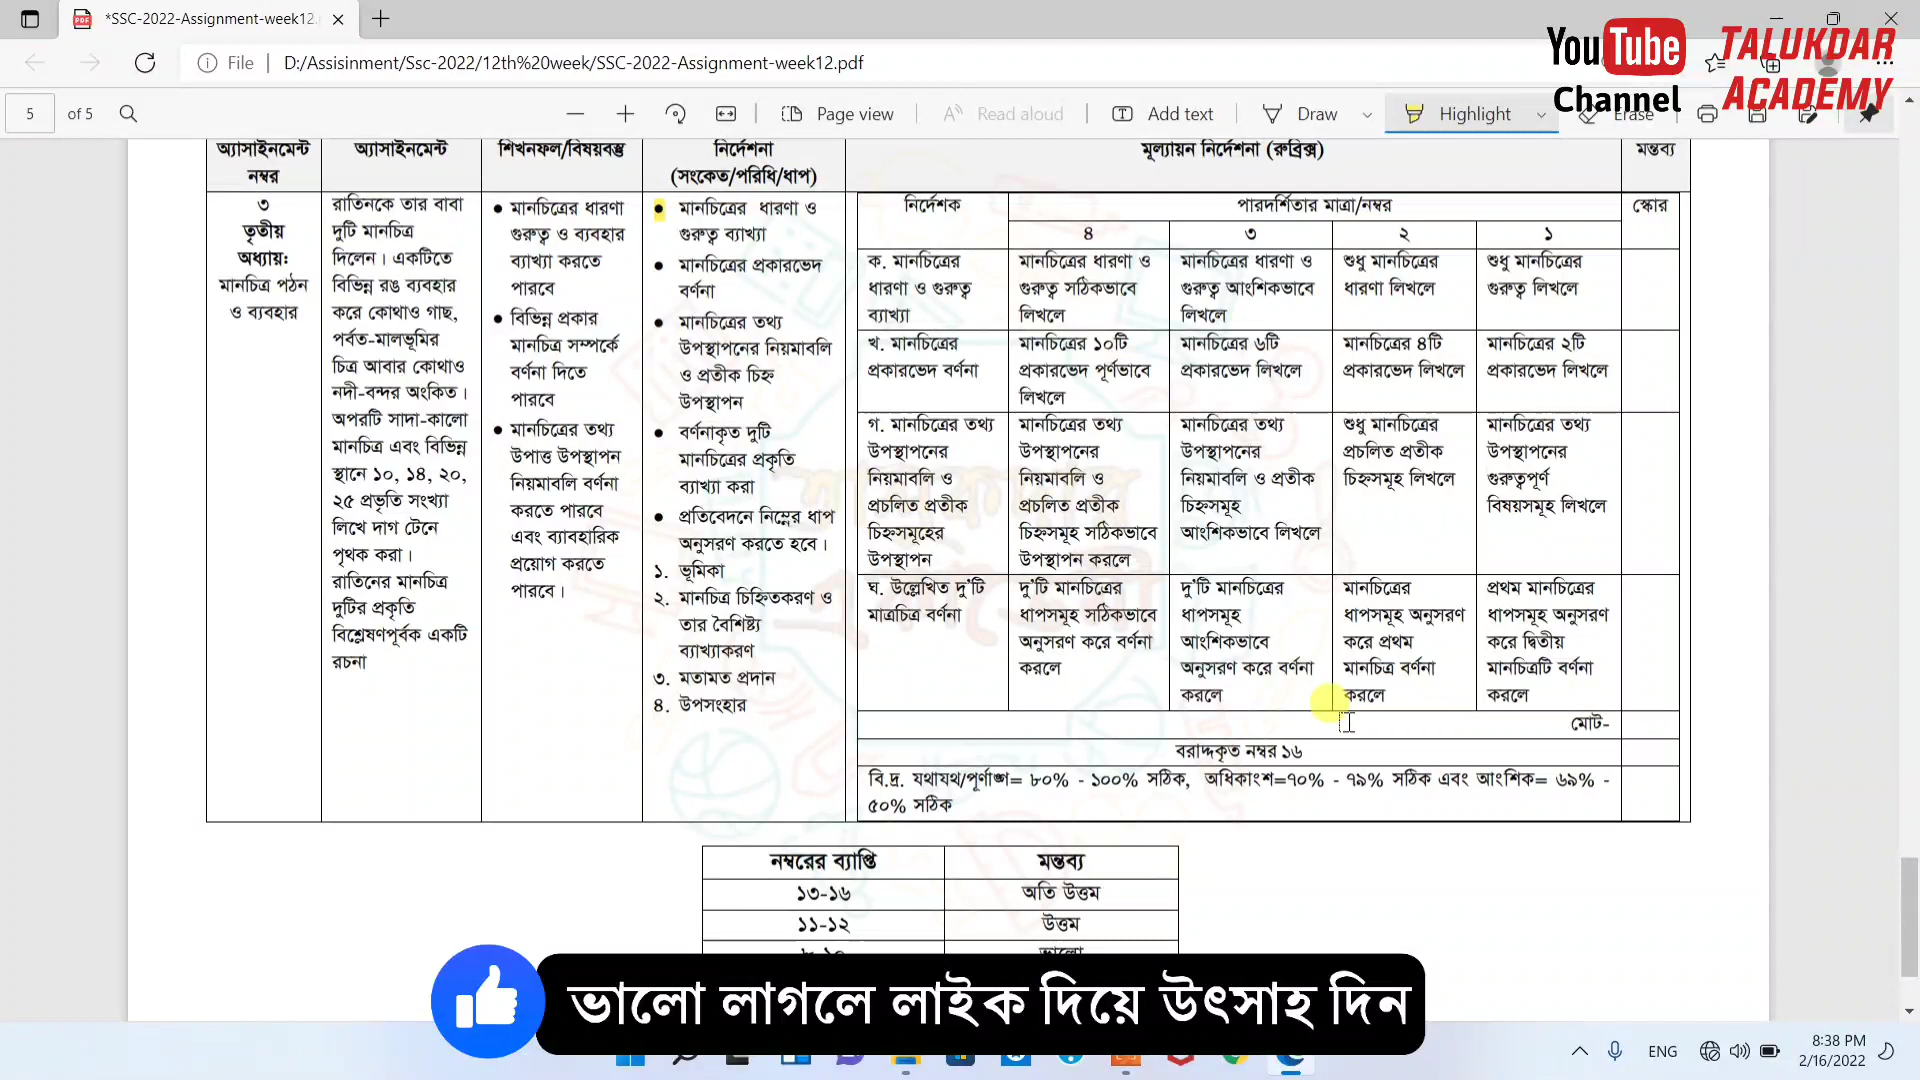 *SSC-2022-Assignment-week12.
YouTube
Channel
TALUKDAR
ACADEMY
File
D:/Assisinment/Ssc-2022/12th%20week/SSC-2022-Assignment-week12.pdf
5 of 5
Page view
Read aloud
Add text
Draw
Highlight
Erase
অ্যাসাইনমেন্ট
নম্বর
অ্যাসাইনমেন্ট
শিখনফল/বিষয়বস্তু
নির্দেশনা
(সংকেত/পরিধি/ধাপ)
মূল্যায়ন নির্দেশনা (রুব্রিক্স)
মন্তব্য
৩
তৃতীয়
অধ্যায়:
মানচিত্র পঠন
ও ব্যবহার
রাতিনকে তার বাবা
দুটি মানচিত্র
দিলেন। একটিতে
বিভিন্ন রঙ ব্যবহার
করে কোথাও গাছ,
পর্বত-মালভূমির
চিত্র আবার কোথাও
নদী-বন্দর অংকিত।
অপরটি সাদা-কালো
মানচিত্র এবং বিভিন্ন
স্থানে ১০, ১৪, ২০,
২৫ প্রভৃতি সংখ্যা
লিখে দাগ টেনে
পৃথক করা।
রাতিনের মানচিত্র
দুটির প্রকৃতি
বিশ্লেষণপূর্বক একটি
রচনা
• মানচিত্রের ধারণা
গুরুত্ব ও ব্যবহার
ব্যাখ্যা করতে
পারবে
• বিভিন্ন প্রকার
মানচিত্র সম্পর্কে
বর্ণনা দিতে
পারবে
• মানচিত্রের তথ্য
উপাত্ত উপস্থাপন
নিয়মাবলি বর্ণনা
করতে পারবে
এবং ব্যাবহারিক
প্রয়োগ করতে
পারবে।
• মানচিত্রের ধারণা ও
গুরুত্ব ব্যাখ্যা
• মানচিত্রের প্রকারভেদ
বর্ণনা
• মানচিত্রের তথ্য
উপস্থাপনের নিয়মাবলি
ও প্রতীক চিহ্ন
উপস্থাপন
• বর্ণনাকৃত দুটি
মানচিত্রের প্রকৃতি
ব্যাখ্যা করা
• প্রতিবেদনে নিম্নের ধাপ
অনুসরণ করতে হবে।
১. ভূমিকা
২. মানচিত্র চিহ্নিতকরণ ও
তার বৈশিষ্ট্য
ব্যাখ্যাকরণ
৩. মতামত প্রদান
৪. উপসংহার
নির্দেশক
পারদর্শিতার মাত্রা/নম্বর
স্কোর
৪ ৩ ২ ১
ক. মানচিত্রের
ধারণা ও গুরুত্ব
ব্যাখ্যা
মানচিত্রের ধারণা ও
গুরুত্ব সঠিকভাবে
লিখলে
মানচিত্রের ধারণা ও
গুরুত্ব আংশিকভাবে
লিখলে
শুধু মানচিত্রের
ধারণা লিখলে
শুধু মানচিত্রের
গুরুত্ব লিখলে
খ. মানচিত্রের
প্রকারভেদ বর্ণনা
মানচিত্রের ১০টি
প্রকারভেদ পূর্ণভাবে
লিখলে
মানচিত্রের ৬টি
প্রকারভেদ লিখলে
মানচিত্রের ৪টি
প্রকারভেদ লিখলে
মানচিত্রের ২টি
প্রকারভেদ লিখলে
গ. মানচিত্রের তথ্য
উপস্থাপনের
নিয়মাবলি ও
প্রচলিত প্রতীক
চিহ্নসমূহের
উপস্থাপন
মানচিত্রের তথ্য
উপস্থাপনের
নিয়মাবলি ও
প্রচলিত প্রতীক
চিহ্নসমূহ সঠিকভাবে
উপস্থাপন করলে
মানচিত্রের তথ্য
উপস্থাপনের
নিয়মাবলি ও প্রতীক
চিহ্নসমূহ
আংশিকভাবে লিখলে
শুধু মানচিত্রের
প্রচলিত প্রতীক
চিহ্নসমূহ লিখলে
মানচিত্রের তথ্য
উপস্থাপনের
গুরুত্বপূর্ণ
বিষয়সমূহ লিখলে
ঘ. উল্লেখিত দু'টি
মাত্রচিত্র বর্ণনা
দু'টি মানচিত্রের
ধাপসমূহ সঠিকভাবে
অনুসরণ করে বর্ণনা
করলে
দু'টি মানচিত্রের
ধাপসমূহ
আংশিকভাবে
অনুসরণ করে বর্ণনা
করলে
মানচিত্রের
ধাপসমূহ অনুসরণ
করে প্রথম
মানচিত্র বর্ণনা
করলে
প্রথম মানচিত্রের
ধাপসমূহ অনুসরণ
করে দ্বিতীয়
মানচিত্রটি বর্ণনা
করলে
মোট-
বরাদ্দকৃত নম্বর ১৬
বি.দ্র. যথাযথ/পূর্ণাঙ্গ= ৮০% - ১০০% সঠিক, অধিকাংশ=৭০% - ৭৯% সঠিক এবং আংশিক= ৬৯% -
৫০% সঠিক
নম্বরের ব্যাপ্তি মন্তব্য
১৩-১৬ অতি উত্তম
১১-১২ উত্তম
৮-১০ ভালো
ভালো লাগলে লাইক দিয়ে উৎসাহ দিন
ENG
8:38 PM
2/16/2022